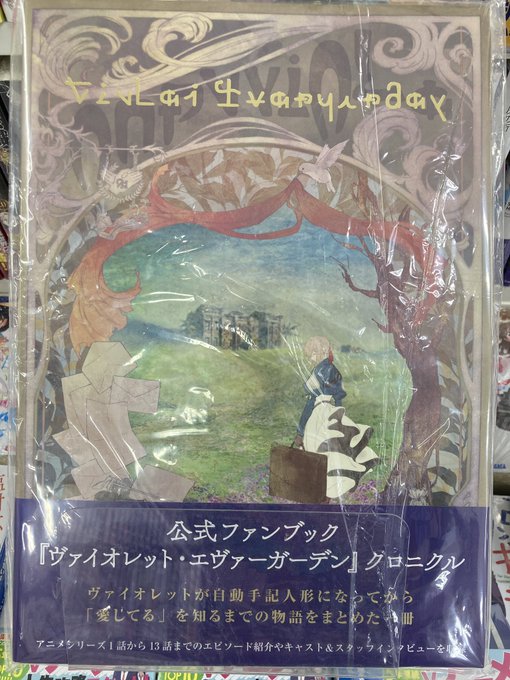 公式ファンブック
『ヴァイオレット・エヴァーガーデン』クロニクル
ヴァイオレットが自動手記人形になってから
「愛してる」を知るまでの物語をまとめた一冊
アニメシリーズ1話から13話までのエピソード紹介やキャスト＆スタッフインタビューを